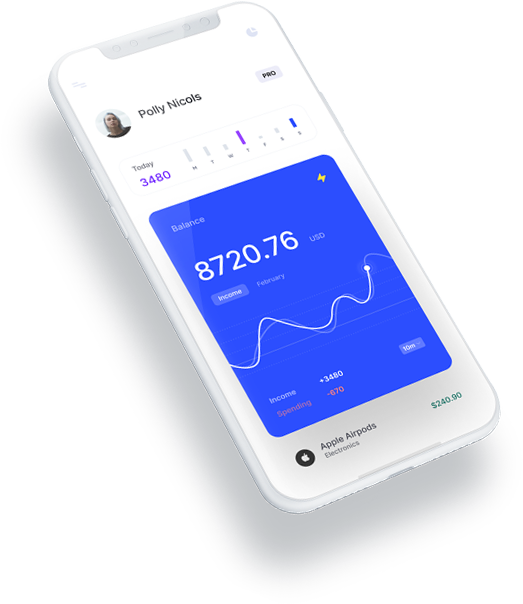 PRO
Polly Nicols
Today
3480
M T W T F S S
Balance
8720.76 USD
Income February
10m
Income +3480
Spending -670
Apple Airpods $240.90
Electronics